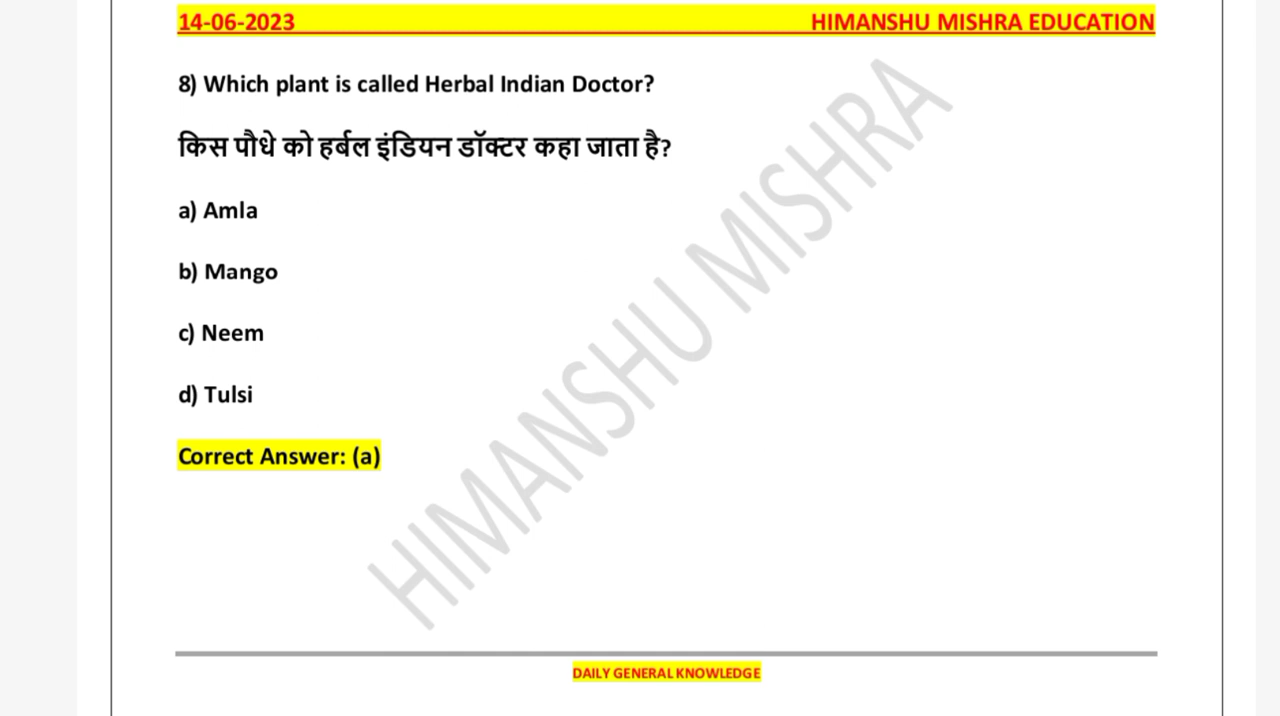 14-06-2023 HIMANSHU MISHRA EDUCATION
8) Which plant is called Herbal Indian Doctor?
किस पौधे को हर्बल इंडियन डॉक्टर कहा जाता है?
a) Amla
b) Mango
c) Neem
d) Tulsi
Correct Answer: (a)
HIMANSHU MISHRA
DAILY GENERAL KNOWLEDGE